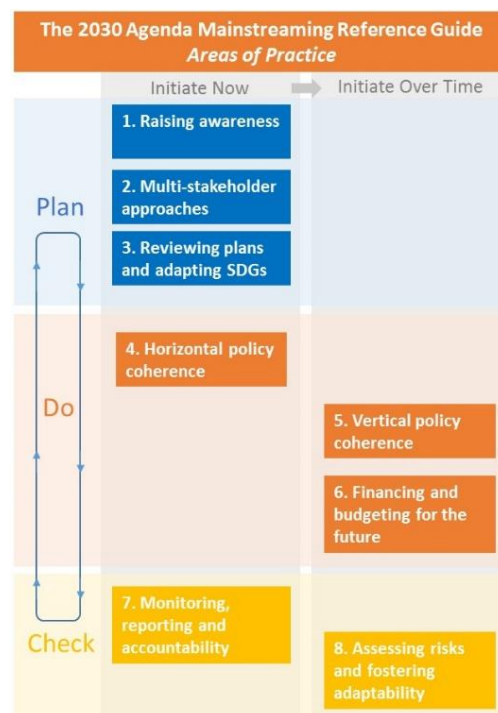 The 2030 Agenda Mainstreaming Reference Guide
Areas of Practice
Initiate Now
Initiate Over Time
Plan
1. Raising awareness
2. Multi-stakeholder
approaches
3. Reviewing plans
and adapting SDGs
Do
4. Horizontal policy
coherence
5. Vertical policy
coherence
6. Financing and
budgeting for the
future
Check
7. Monitoring,
reporting and
accountability
8. Assessing risks
and fostering
adaptability